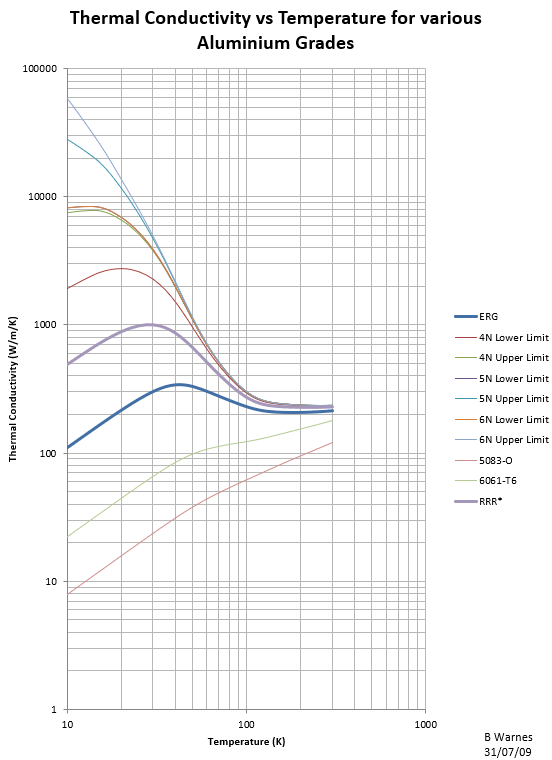 Thermal Conductivity vs Temperature for various
Aluminium Grades
100000
10000
1000
100
10
1
Thermal Conductivity (W/m/K)
10
100
1000
Temperature (K)
ERG
4N Lower Limit
4N Upper Limit
5N Lower Limit
5N Upper Limit
6N Lower Limit
6N Upper Limit
5083-O
6061-T6
RRR*
B Warnes
31/07/09